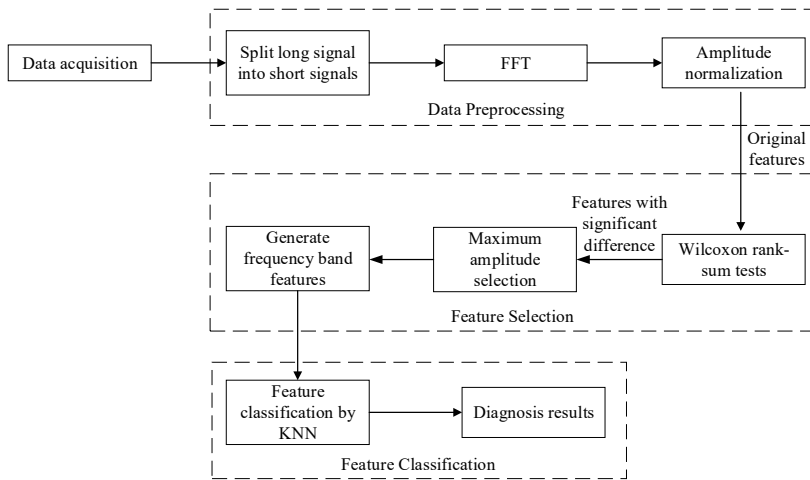 Data acquisition
Split long signal
into short signals
FFT
Amplitude
normalization
Data Preprocessing
Original
features
Features with
significant
difference
Wilcoxon rank-
sum tests
Maximum
amplitude
selection
Generate
frequency band
features
Feature Selection
Feature
classification by
KNN
Diagnosis results
Feature Classification